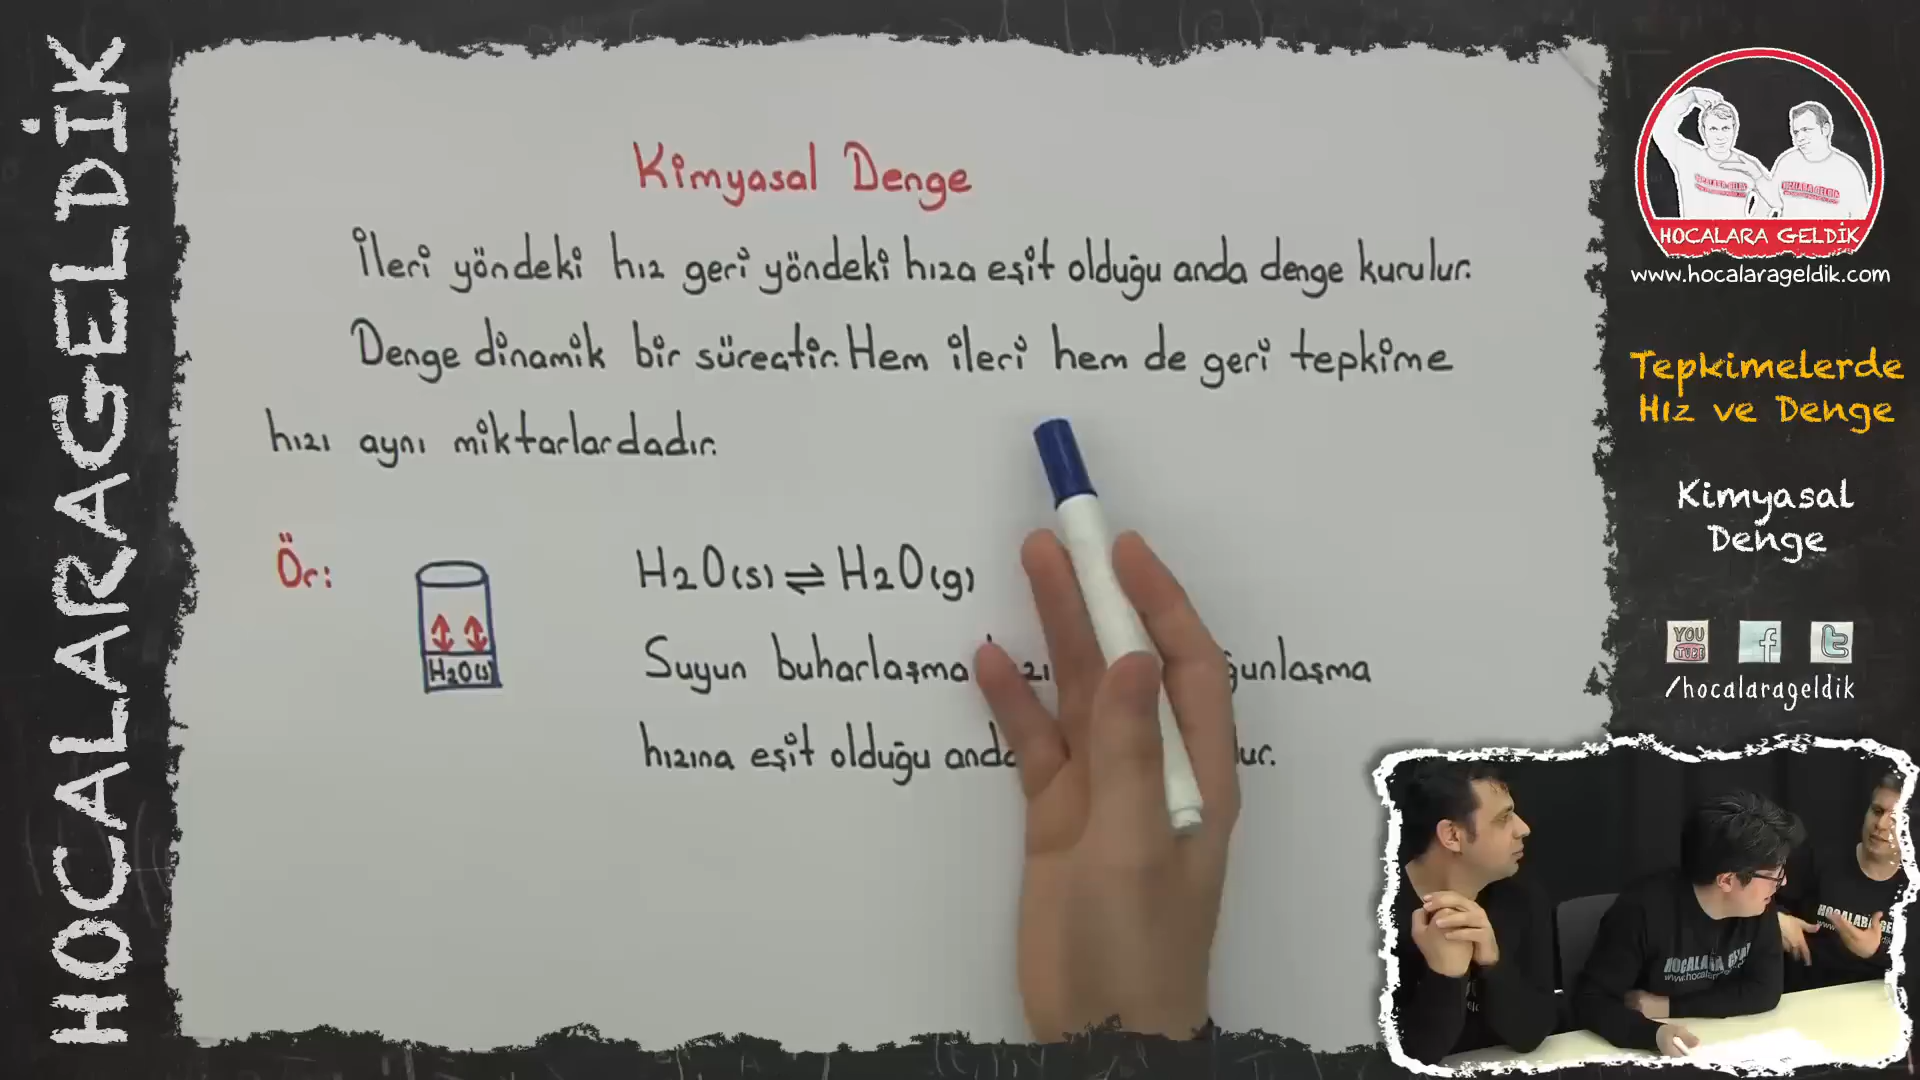 HOCALARAGELDİK
Kimyasal Denge
İleri yöndeki hız geri yöndeki hıza eşit olduğu anda denge kurulur.
Denge dinamik bir süreçtir. Hem ileri hem de geri tepkime
hızı aynı miktarlardadır.
Ör:
H2O(s)
H2O(s) ⇌ H2O(g)
Suyun buharlaşma
hızına eşit olduğu
HOCALARA GELDİK
www.hocalarageldik.com
Tepkimelerde
Hız ve Denge
Kimyasal
Denge
YOU
TUBE
f
t
/hocalarageldik